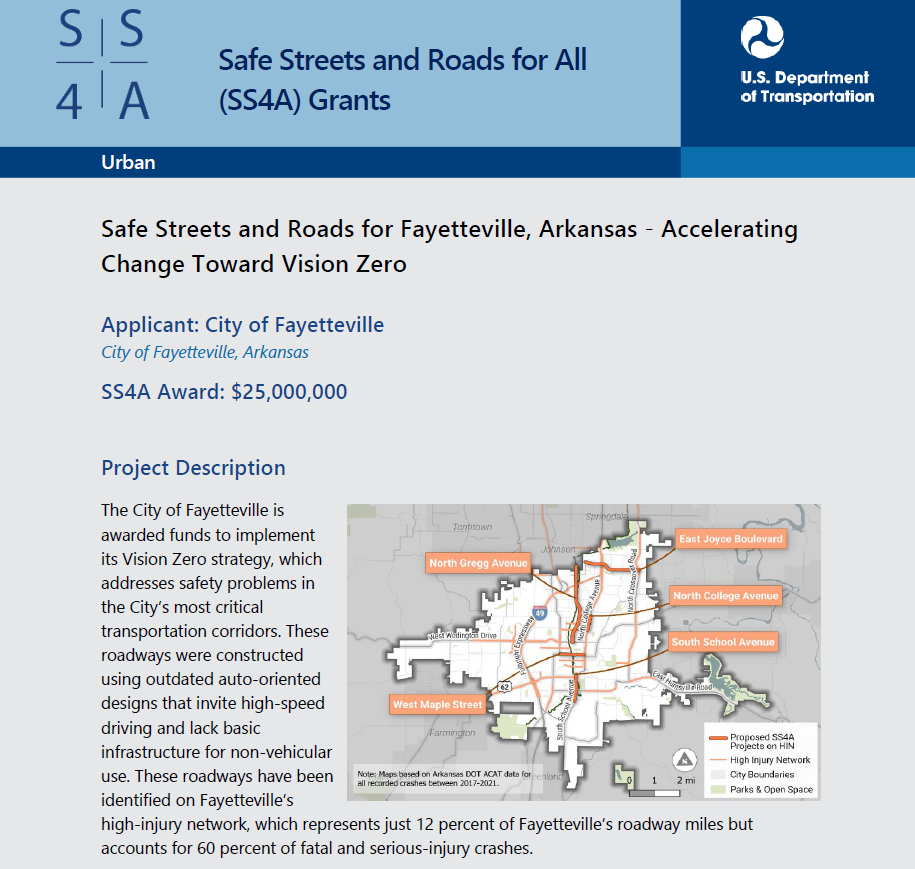 S S
4 A
Safe Streets and Roads for All
(SS4A) Grants
U.S. Department
of Transportation
Urban
Safe Streets and Roads for Fayetteville, Arkansas - Accelerating
Change Toward Vision Zero
Applicant: City of Fayetteville
City of Fayetteville, Arkansas
SS4A Award: $25,000,000
Project Description
The City of Fayetteville is
awarded funds to implement
its Vision Zero strategy, which
addresses safety problems in
the City's most critical
transportation corridors. These
roadways were constructed
using outdated auto-oriented
designs that invite high-speed
driving and lack basic
infrastructure for non-vehicular
use. These roadways have been
identified on Fayetteville's
high-injury network, which represents just 12 percent of Fayetteville's roadway miles but
accounts for 60 percent of fatal and serious-injury crashes.
Tontitown
Springdale
Johnson
East Joyce Boulevard
North Gregg Avenue
North College Avenue
South School Avenue
West Maple Street
North Crossover Road
North College Avenue
49
Fulbright Expressway
West Wedington Drive
62
East Huntsville Road
South School Avenue
Farmington
Greenland
Note: Maps based on Arkansas DOT ACAT data for
all recorded crashes between 2017-2021.
N
0 1 2 mi
Proposed SS4A
Projects on HIN
High Injury Network
City Boundaries
Parks & Open Space